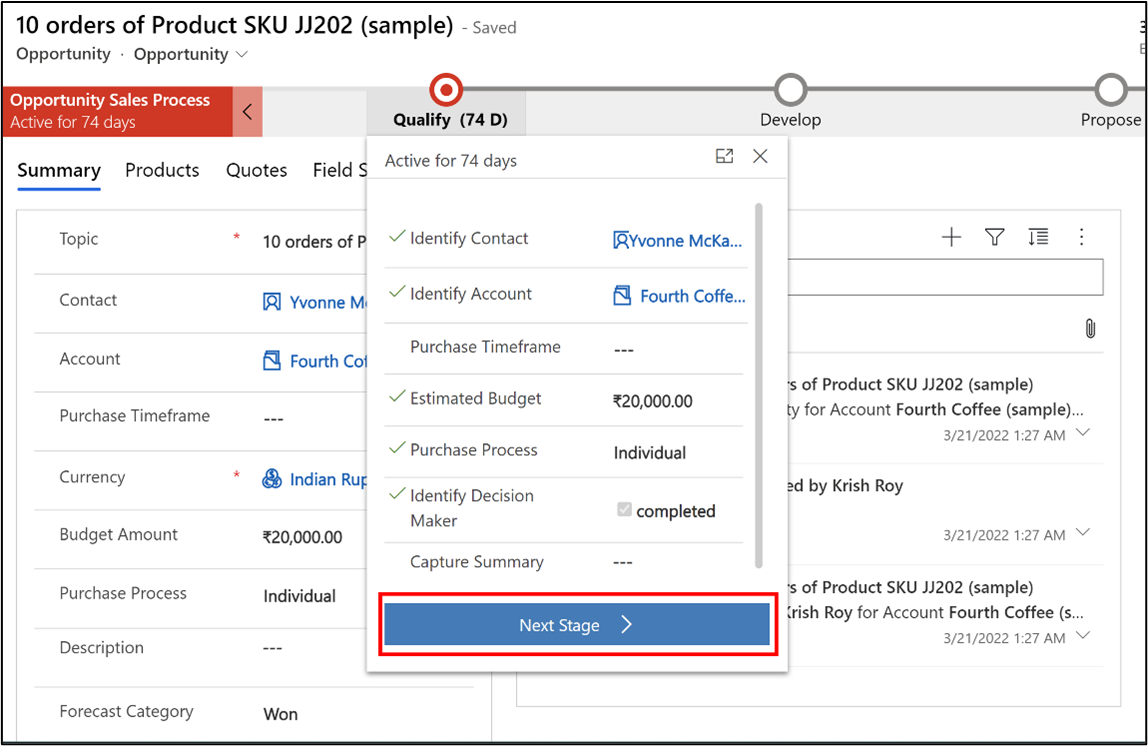 10 orders of Product SKU JJ202 (sample) - Saved
Opportunity · Opportunity
Opportunity Sales Process
Active for 74 days
Qualify (74 D)
Develop
Propose
Summary Products Quotes Field S
Active for 74 days
Identify Contact Yvonne McKa...
Identify Account Fourth Coffe...
Purchase Timeframe ---
Estimated Budget ₹20,000.00
Purchase Process Individual
Identify Decision
Maker
completed
Capture Summary ---
Next Stage
Topic * 10 orders of P
Contact Yvonne M
Account Fourth Cof
Purchase Timeframe ---
Currency * Indian Rup
Budget Amount ₹20,000.00
Purchase Process Individual
Description ---
Forecast Category Won
rs of Product SKU JJ202 (sample)
ty for Account Fourth Coffee (sample)...
3/21/2022 1:27 AM
ed by Krish Roy
3/21/2022 1:27 AM
rs of Product SKU JJ202 (sample)
Krish Roy for Account Fourth Coffee (s...
3/21/2022 1:27 AM